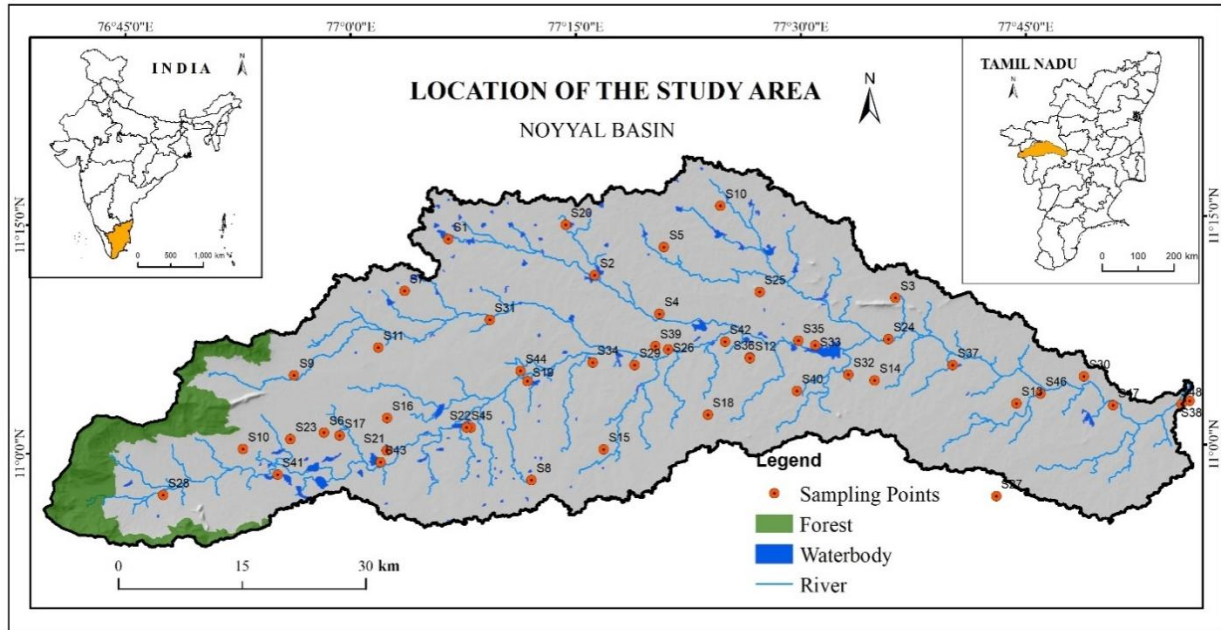 76°45'0"E 77°0'0"E 77°15'0"E 77°30'0"E 77°45'0"E
INDIA
N
0 500 1,000 km
LOCATION OF THE STUDY AREA
NOYYAL BASIN
N
TAMIL NADU
N
0 100 200 km
11°15'0"N
11°15'0"N
11°0'0"N
11°0'0"N
S10
S20
S1
S5
S2
S25
S3
S7
S4
S31
S11
S39
S26
S42
S35
S33
S24
S36
S12
S34
S29
S37
S9
S44
S19
S32
S14
S30
S40
S46
S13
S47
S48
S38
S16
S18
S6
S17
S23
S22
S45
S10
S21
S43
S15
S41
S8
S28
S27
Legend
Sampling Points
Forest
Waterbody
River
0 15 30 km